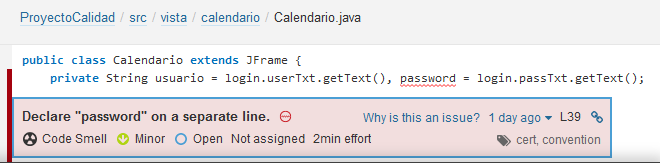 ProyectoCalidad / src / vista / calendario / Calendario.java
public class Calendario extends JFrame {
private String usuario = login.userTxt.getText(), password = login.passTxt.getText();
Declare "password" on a separate line. Why is this an issue? 1 day ago L39
Code Smell Minor Open Not assigned 2min effort cert, convention